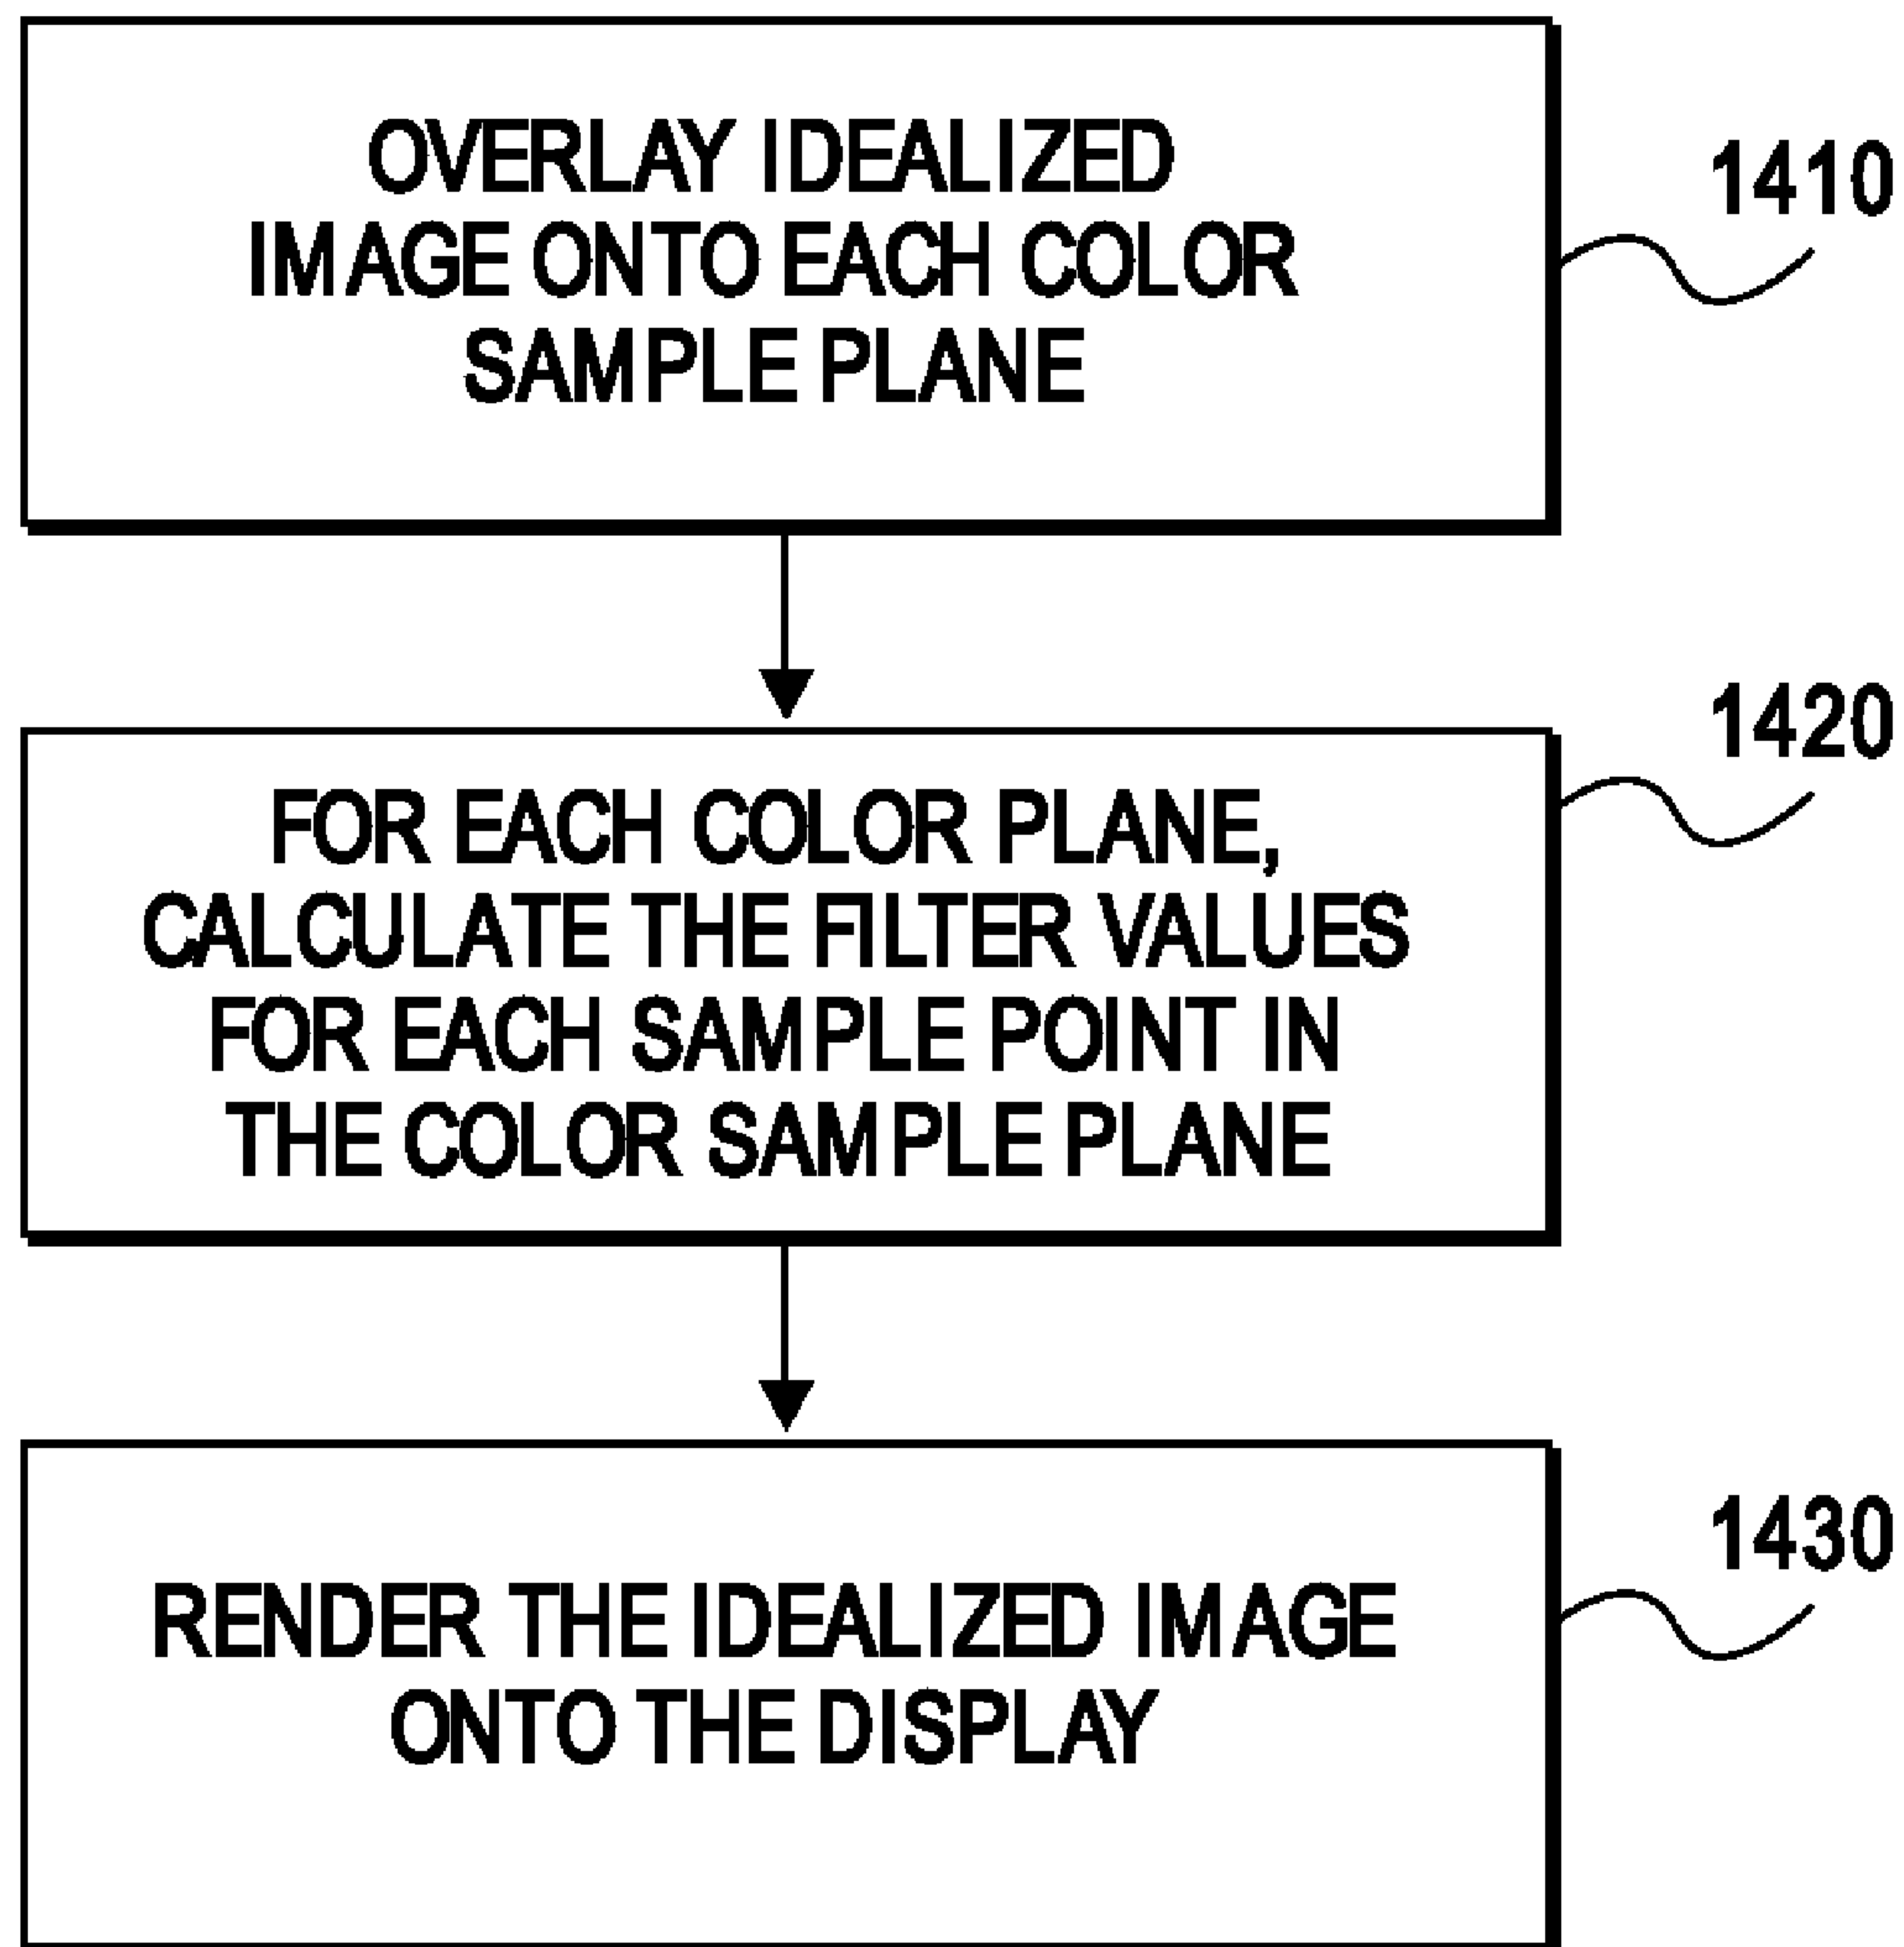 OVERLAY IDEALIZED
IMAGE ONTO EACH COLOR
SAMPLE PLANE
1410
FOR EACH COLOR PLANE,
CALCULATE THE FILTER VALUES
FOR EACH SAMPLE POINT IN
THE COLOR SAMPLE PLANE
1420
RENDER THE IDEALIZED IMAGE
ONTO THE DISPLAY
1430